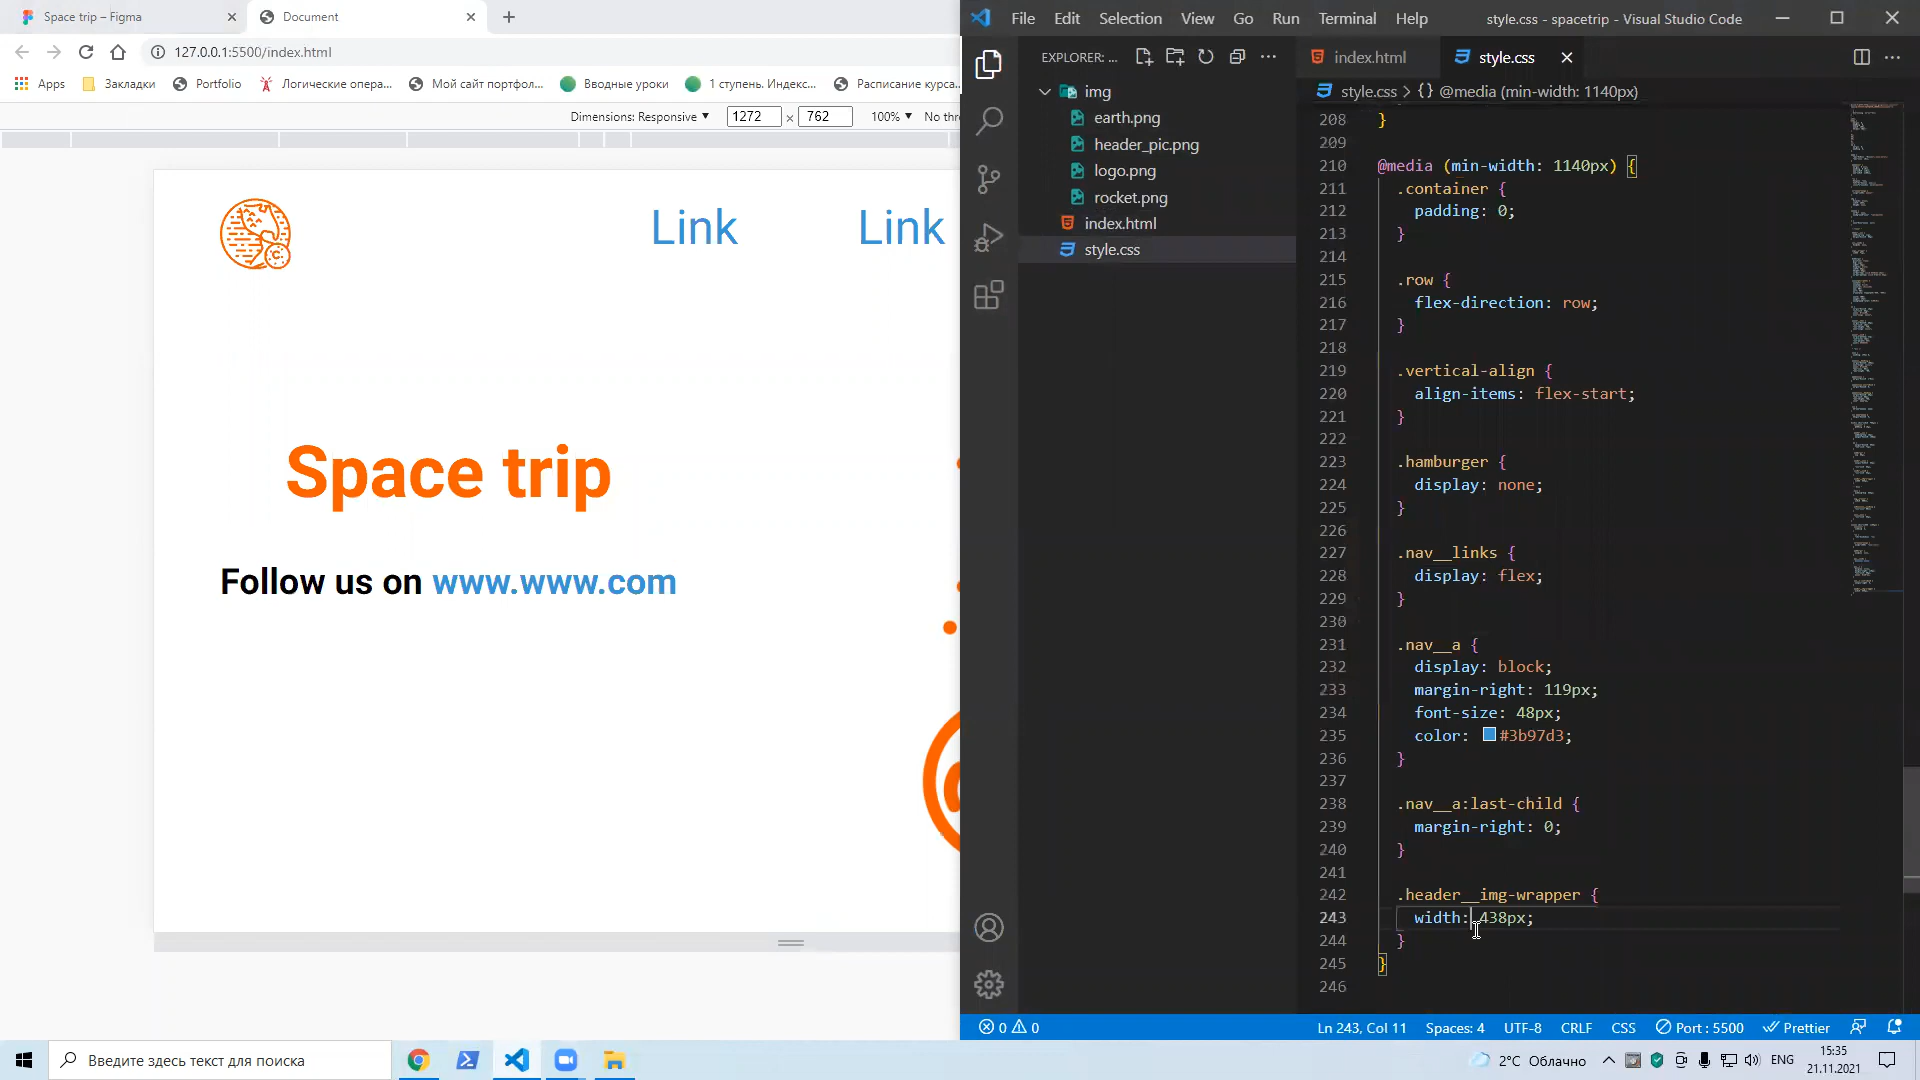 Space trip – Figma
Document
127.0.0.1:5500/index.html
Apps
Закладки
Portfolio
Логические опера...
Мой сайт портфол...
Вводные уроки
1 ступень. Индекс...
Расписание курса...
Dimensions: Responsive
1272 × 762
100%
No thro
Link
Link
Space trip
Follow us on www.www.com
File Edit Selection View Go Run Terminal Help
style.css - spacetrip - Visual Studio Code
EXPLORER: ...
img
earth.png
header_pic.png
logo.png
rocket.png
index.html
style.css
index.html
style.css
style.css > {} @media (min-width: 1140px)
208 }
209
210 @media (min-width: 1140px) {
211 .container {
212 padding: 0;
213 }
214
215 .row {
216 flex-direction: row;
217 }
218
219 .vertical-align {
220 align-items: flex-start;
221 }
222
223 .hamburger {
224 display: none;
225 }
226
227 .nav__links {
228 display: flex;
229 }
230
231 .nav__a {
232 display: block;
233 margin-right: 119px;
234 font-size: 48px;
235 color: #3b97d3;
236 }
237
238 .nav__a:last-child {
239 margin-right: 0;
240 }
241
242 .header__img-wrapper {
243 width: 438px;
244 }
245 }
246
0 0
Ln 243, Col 11
Spaces: 4
UTF-8
CRLF
CSS
Port : 5500
Prettier
Введите здесь текст для поиска
2°C Облачно
ENG
15:35
21.11.2021